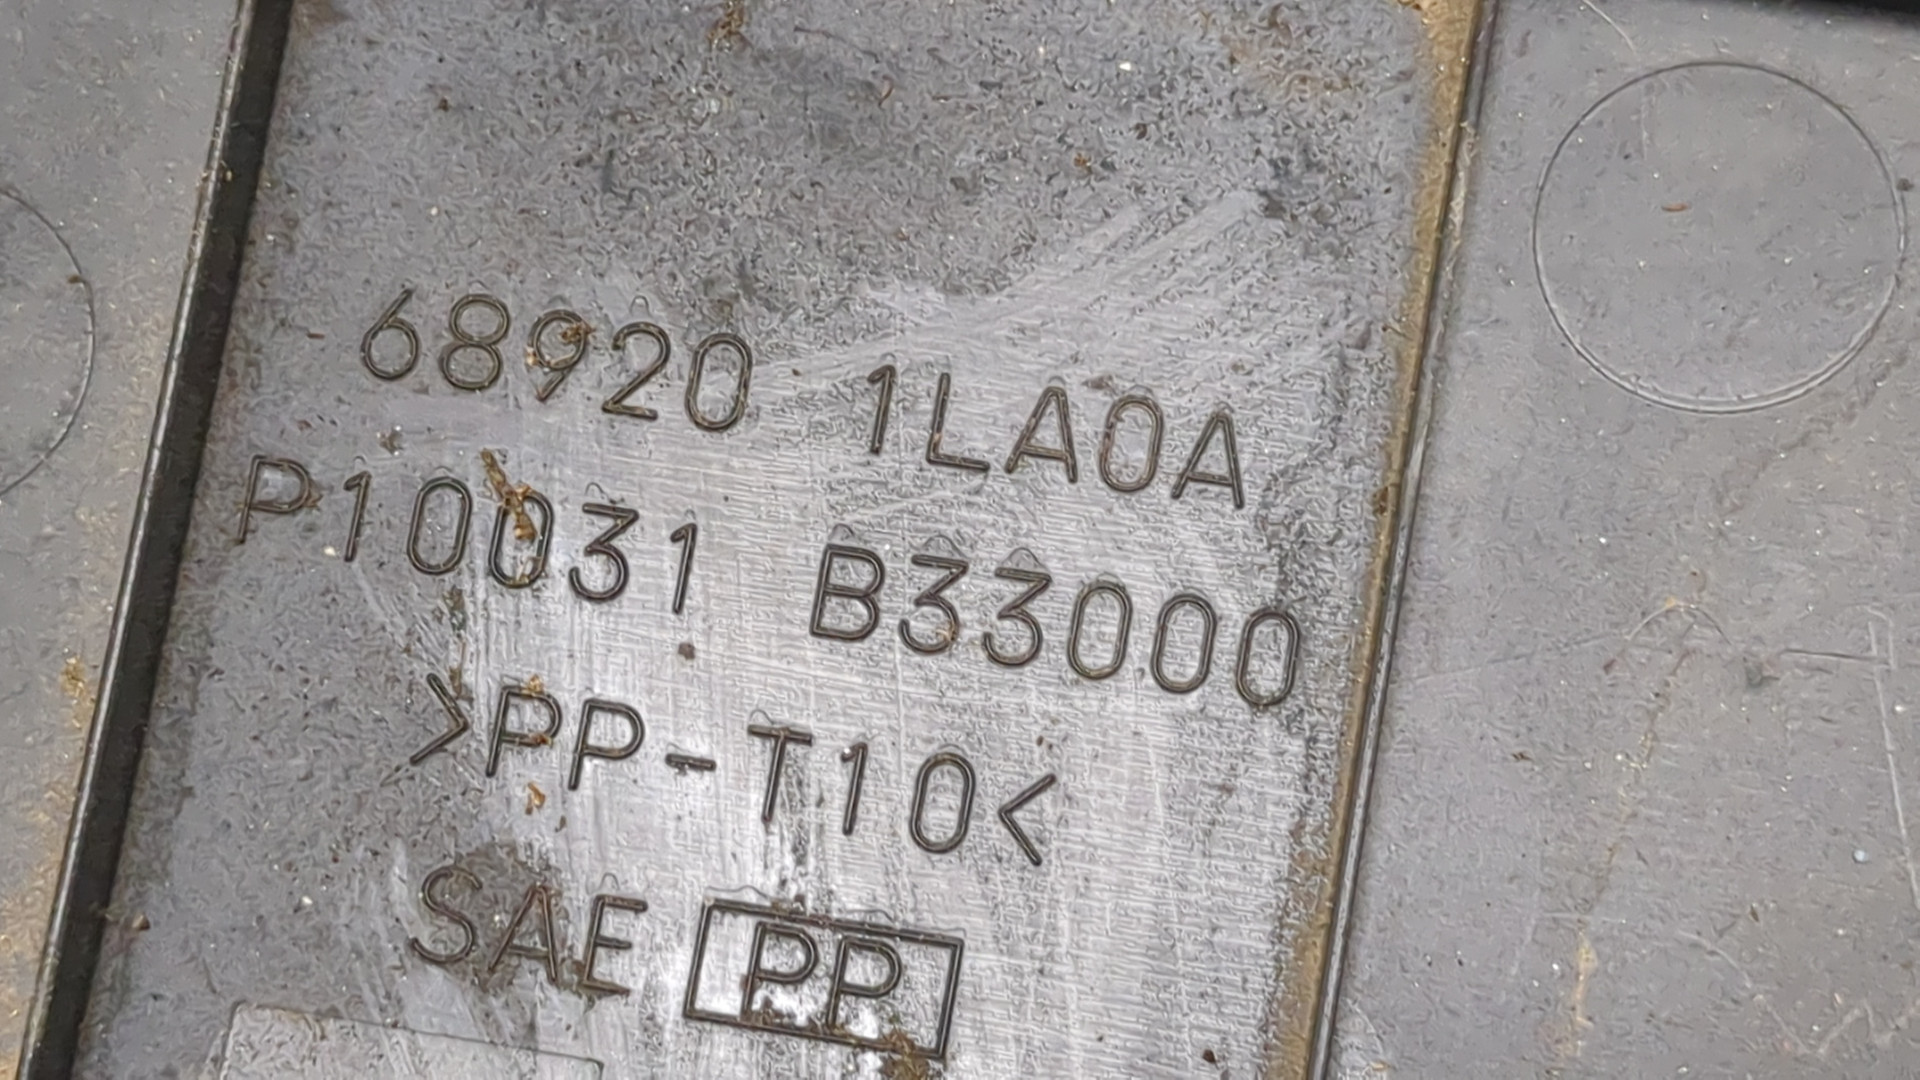 68920 1LA0A
P10031 B33000
>PP-T10<
SAE PP